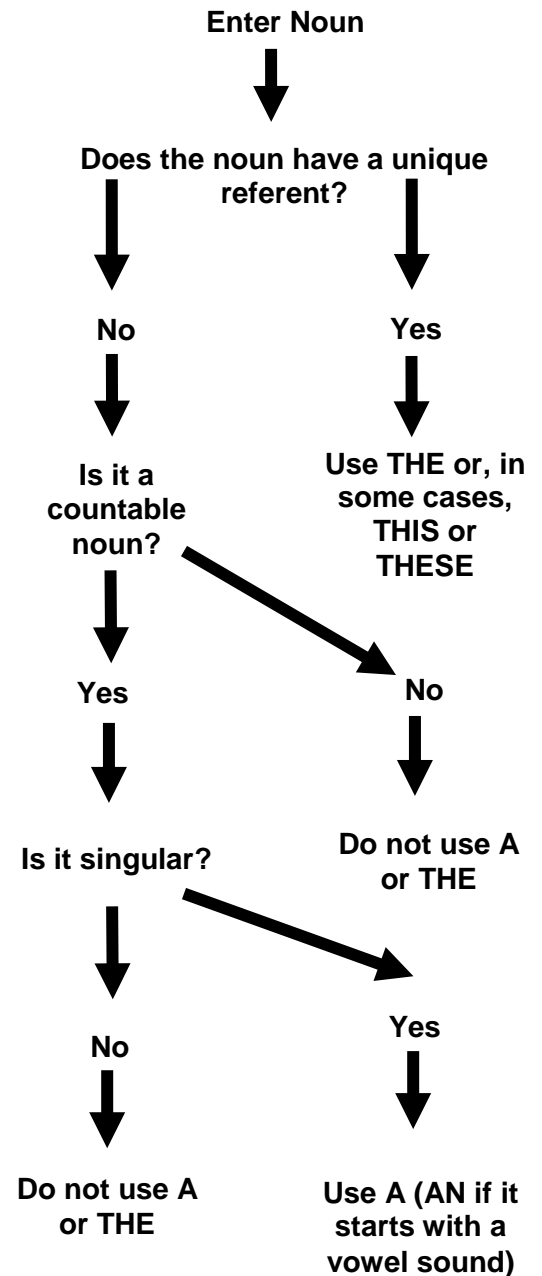 Enter Noun
Does the noun have a unique
referent?
No
Yes
Is it a
countable
noun?
Use THE or, in
some cases,
THIS or
THESE
Yes
No
Is it singular?
Do not use A
or THE
No
Yes
Do not use A
or THE
Use A (AN if it
starts with a
vowel sound)